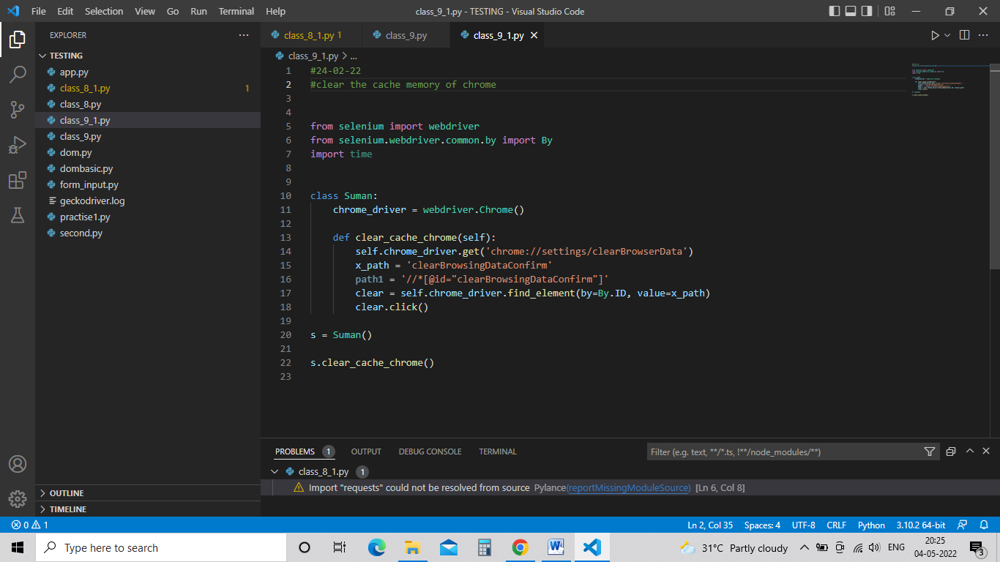 File Edit Selection View Go Run Terminal Help
class_9_1.py - TESTING - Visual Studio Code
EXPLORER
TESTING
app.py
class_8_1.py 1
class_8.py
class_9_1.py
class_9.py
dom.py
dombasic.py
form_input.py
geckodriver.log
practise1.py
second.py
OUTLINE
TIMELINE
class_8_1.py 1
class_9.py
class_9_1.py
class_9_1.py > ...
1 #24-02-22
2 #clear the cache memory of chrome
3
4
5 from selenium import webdriver
6 from selenium.webdriver.common.by import By
7 import time
8
9
10 class Suman:
11 chrome_driver = webdriver.Chrome()
12
13 def clear_cache_chrome(self):
14 self.chrome_driver.get('chrome://settings/clearBrowserData')
15 x_path = 'clearBrowsingDataConfirm'
16 path1 = '//*[@id="clearBrowsingDataConfirm"]'
17 clear = self.chrome_driver.find_element(by=By.ID, value=x_path)
18 clear.click()
19
20 s = Suman()
21
22 s.clear_cache_chrome()
23
PROBLEMS 1 OUTPUT DEBUG CONSOLE TERMINAL
Filter (e.g. text, **/*.ts, !**/node_modules/**)
class_8_1.py 1
Import "requests" could not be resolved from source Pylance(reportMissingModuleSource) [Ln 6, Col 8]
0 1
Ln 2, Col 35 Spaces: 4 UTF-8 CRLF Python 3.10.2 64-bit
Type here to search
31°C Partly cloudy
ENG
20:25
04-05-2022
3